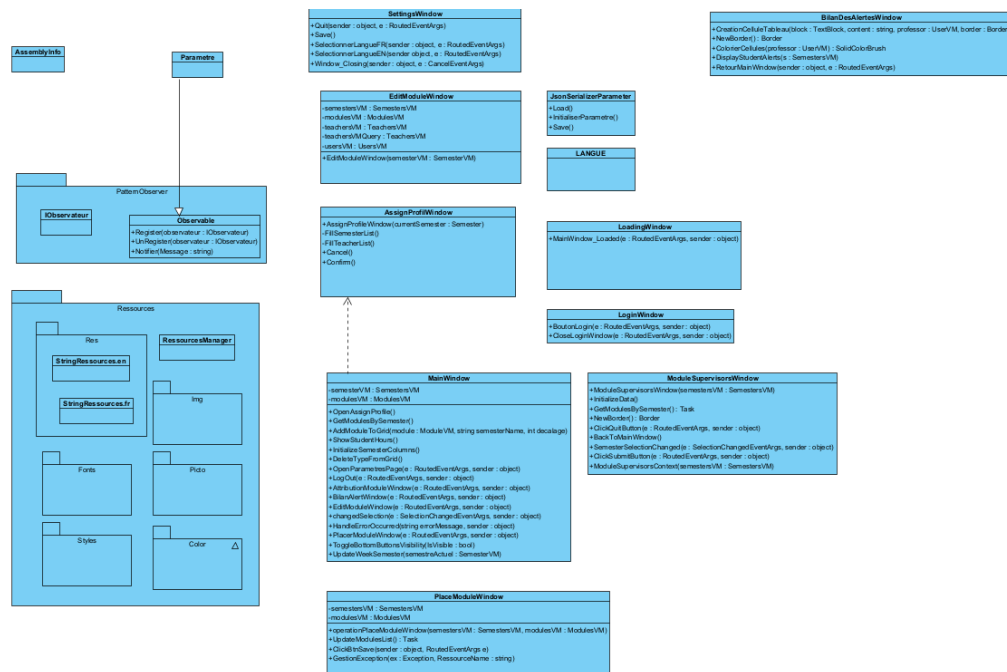 AssemblyInfo
Parametre
PatternObserver
IObservateur
Observable
+Register(observateur : IObservateur)
+UnRegister(observateur : IObservateur)
+Notifier(Message : string)
Ressources
Res
StringRessources.en
StringRessources.fr
RessourcesManager
Img
Fonts
Picto
Styles
Color
SettingsWindow
+Quit(sender : object, e : RoutedEventArgs)
+Save()
+SelectionnerLangueFR(sender : object, e : RoutedEventArgs)
+SelectionnerLangueEN(sender object, e : RoutedEventArgs)
+Window_Closing(sender : object, e : CancelEventArgs)
EditModuleWindow
-semestersVM : SemestersVM
-modulesVM : ModulesVM
-teachersVM : TeachersVM
-teachersVMQuery : TeachersVM
-usersVM : UsersVM
+EditModuleWindow(semesterVM : SemesterVM)
AssignProfilWindow
+AssignProfileWindow(currentSemester : Semester)
-FillSemesterList()
-FillTeacherList()
+Cancel()
+Confirm()
MainWindow
-semesterVM : SemestersVM
-modulesVM : ModulesVM
+OpenAssignProfile()
+GetModulesBySemester()
+AddModuleToGrid(module : ModuleVM, string semesterName, int decalage)
+ShowStudentHours()
+InitializeSemesterColumns()
+DeleteTypeFromGrid()
+OpenParametresPage(e : RoutedEventArgs, sender : object)
+LogOut(e : RoutedEventArgs, sender : object)
+AttributionModuleWindow(e : RoutedEventArgs, sender : object)
+BilanAlertWindow(e : RoutedEventArgs, sender : object)
+EditModuleWindow(e : RoutedEventArgs, sender : object)
+changedSelection(e : SelectionChangedEventArgs, sender : object)
+HandleErrorOccurred(string errorMessage, sender : object)
+PlacerModuleWindow(e : RoutedEventArgs, sender : object)
+ToggleBottomButtonsVisibility(IsVisible : bool)
+UpdateWeekSemester(semestreActuel : SemesterVM)
PlaceModuleWindow
-semestersVM : SemestersVM
-modulesVM : ModulesVM
+operationPlaceModuleWindow(semestersVM : SemestersVM, modulesVM : ModulesVM)
+UpdateModulesList() : Task
+ClickBtnSave(sender : object, RoutedEventArgs e)
+GestionException(ex : Exception, RessourceName : string)
JsonSerializerParameter
+Load()
+InitialiserParametre()
+Save()
LANGUE
LoadingWindow
+MainWindow_Loaded(e : RoutedEventArgs, sender : object)
LoginWindow
+BoutonLogin(e : RoutedEventArgs, sender : object)
+CloseLoginWindow(e : RoutedEventArgs, sender : object)
ModuleSupervisorsWindow
+ModuleSupervisorsWindow(semestersVM : SemestersVM)
+InitializeData()
+GetModulesBySemester() : Task
+NewBorder() : Border
+ClickQuitButton(e : RoutedEventArgs, sender : object)
+BackToMainWindow()
+SemesterSelectionChanged(e : SelectionChangedEventArgs, sender : object)
+ClickSubmitButton(e : RoutedEventArgs, sender : object)
+ModuleSupervisorsContext(semestersVM : SemestersVM)
BilanDesAlertesWindow
+CreationCelluleTableau(block : TextBlock, content : string, professor : UserVM, border : Border
+NewBorder() : Border
+ColorierCellules(professor : UserVM) : SolidColorBrush
+DisplayStudentAlerts(s : SemestersVM)
+RetourMainWindow(sender : object, e : RoutedEventArgs)